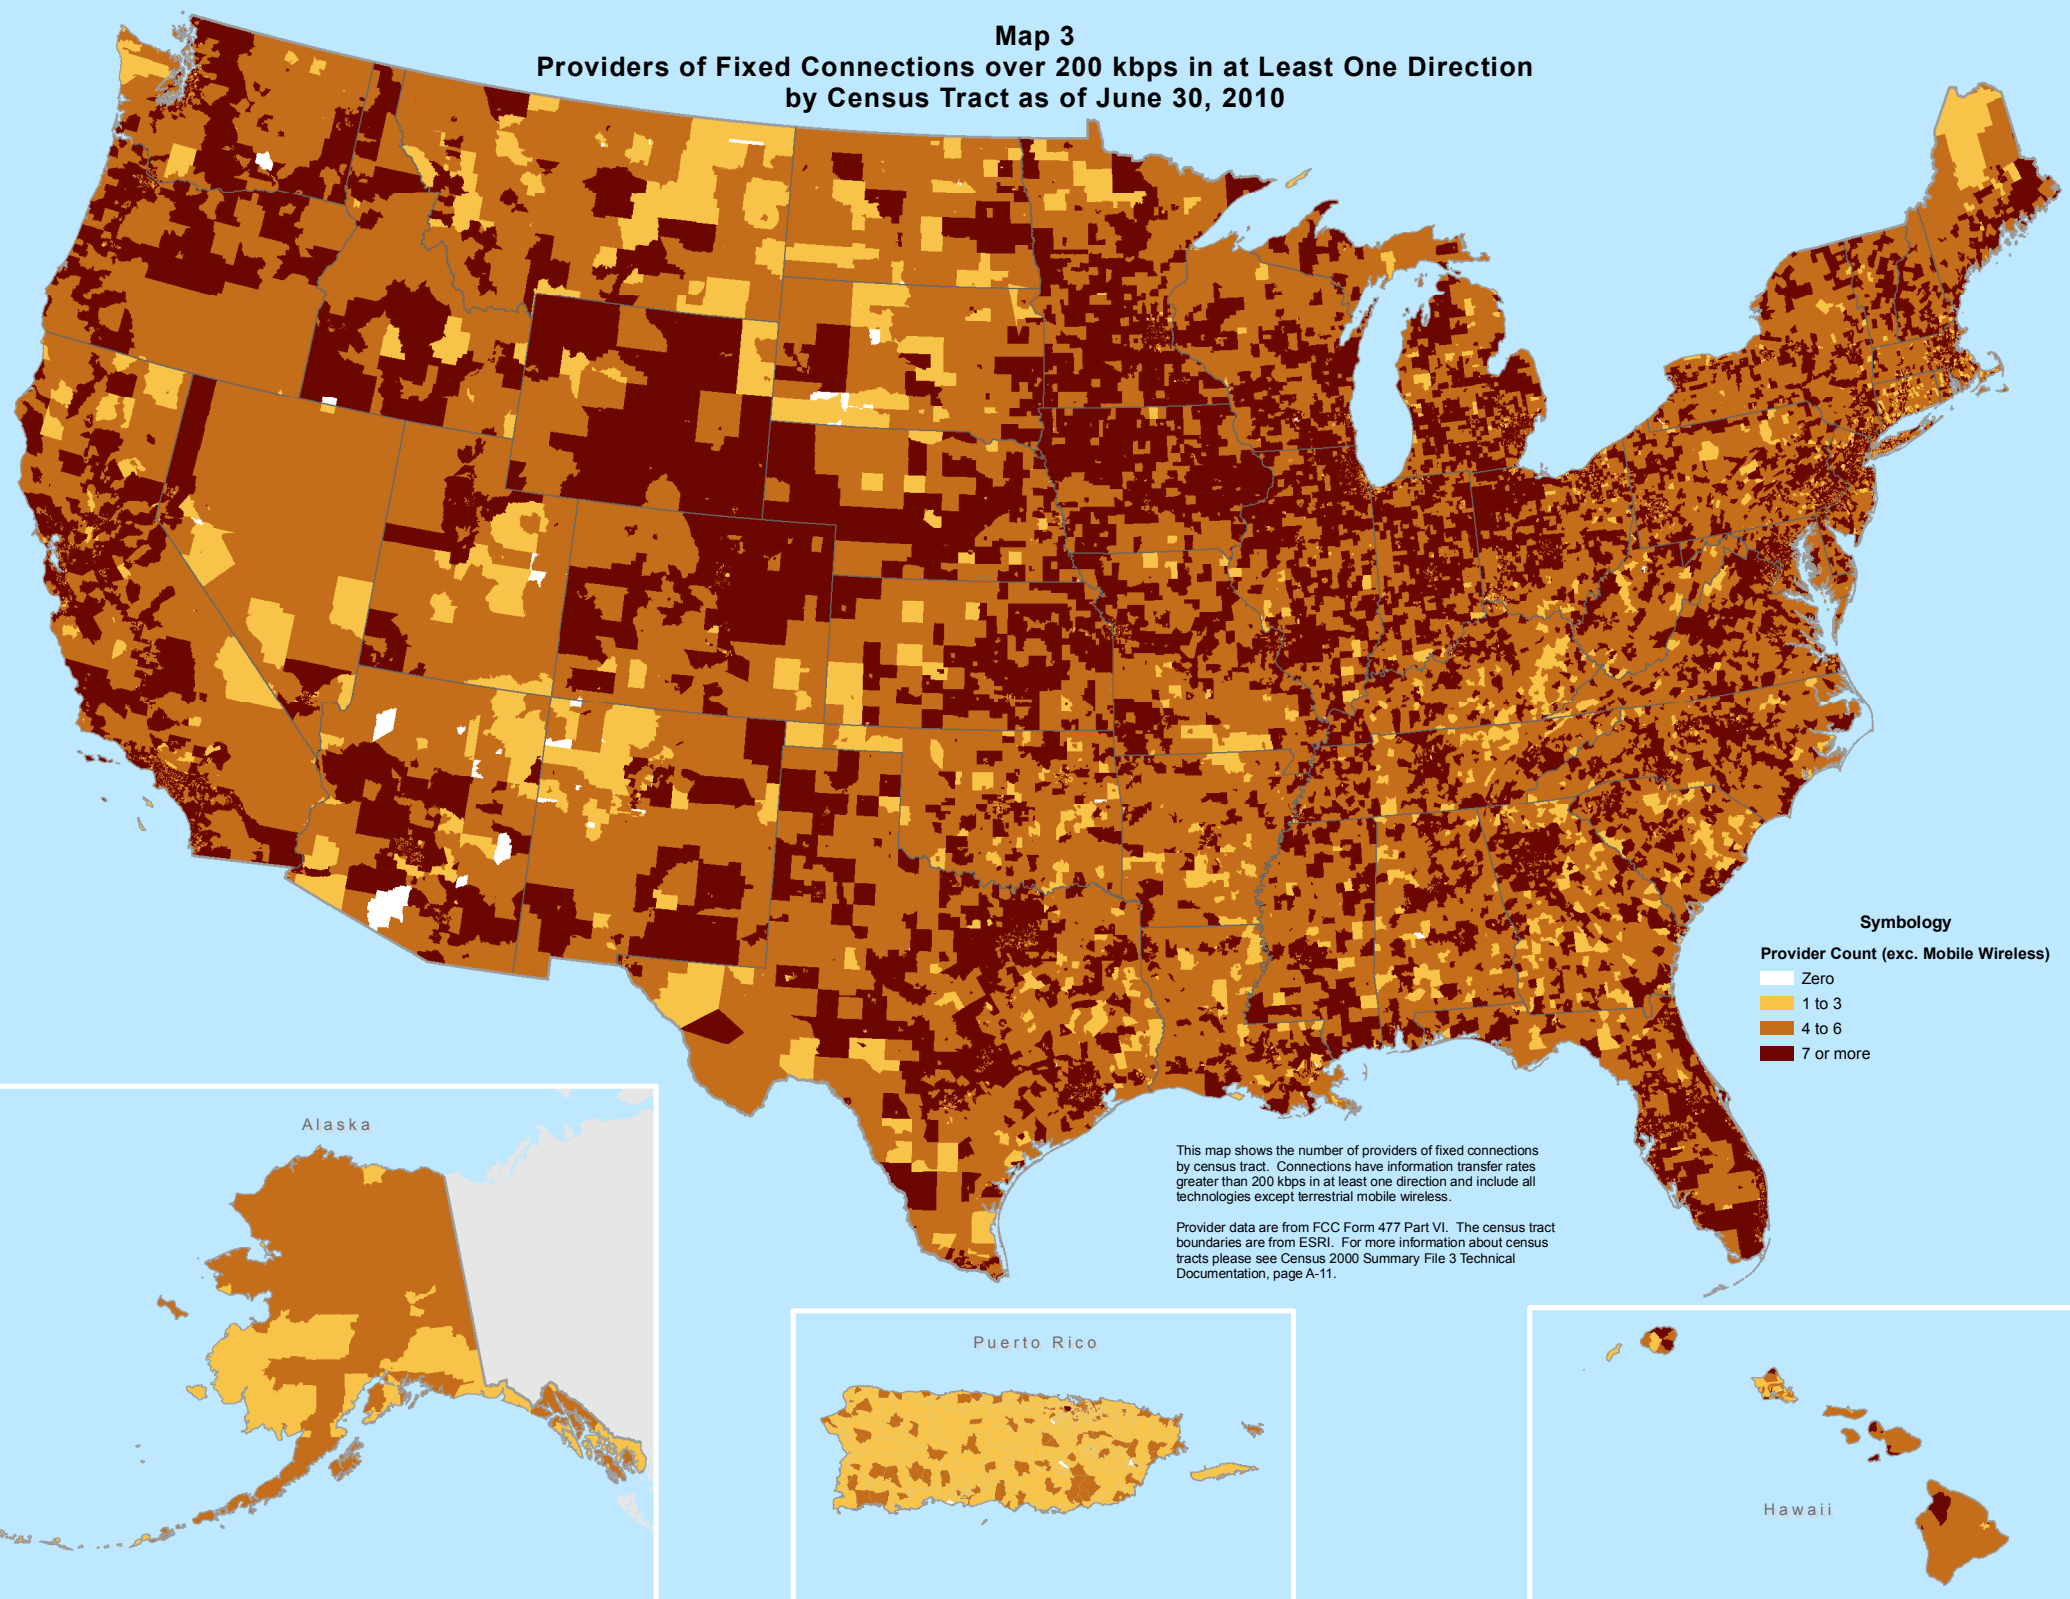 Map 3
Providers of Fixed Connections over 200 kbps in at Least One Direction
by Census Tract as of June 30, 2010
Symbology
Provider Count (exc. Mobile Wireless)
Zero
1 to 3
4 to 6
7 or more
Alaska
This map shows the number of providers of fixed connections
by census tract. Connections have information transfer rates
greater than 200 kbps in at least one direction and include all
technologies except terrestrial mobile wireless.
Provider data are from FCC Form 477 Part VI. The census tract
boundaries are from ESRI. For more information about census
tracts please see Census 2000 Summary File 3 Technical
Documentation, page A-11.
Puerto Rico
Hawaii